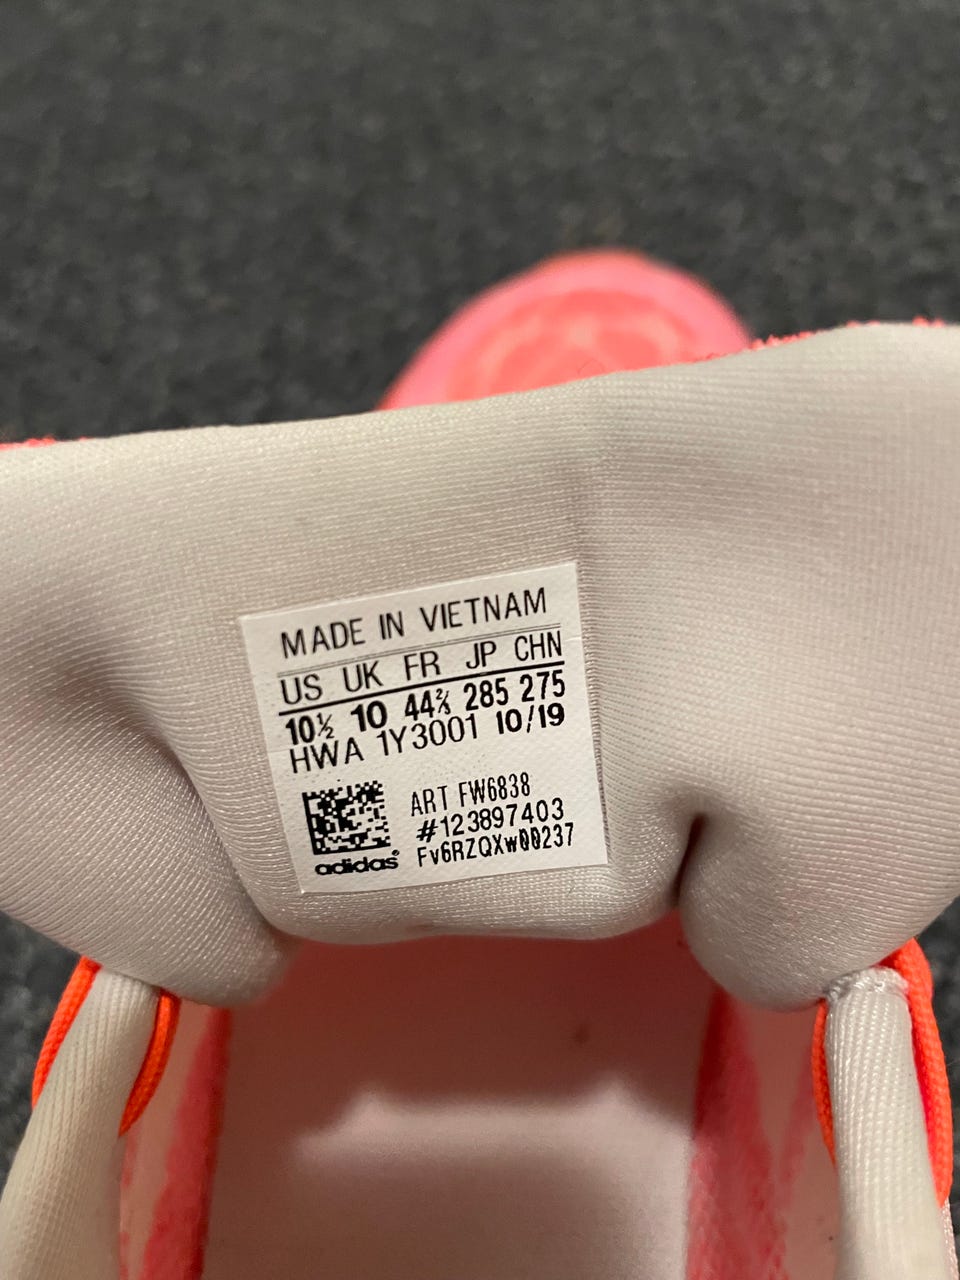 MADE IN VIETNAM
US UK FR JP CHN
10½ 10 44⅔ 285 275
HWA 1Y3001 10/19
ART FW6838
#123897403
Fv6RZQXw00237
adidas®